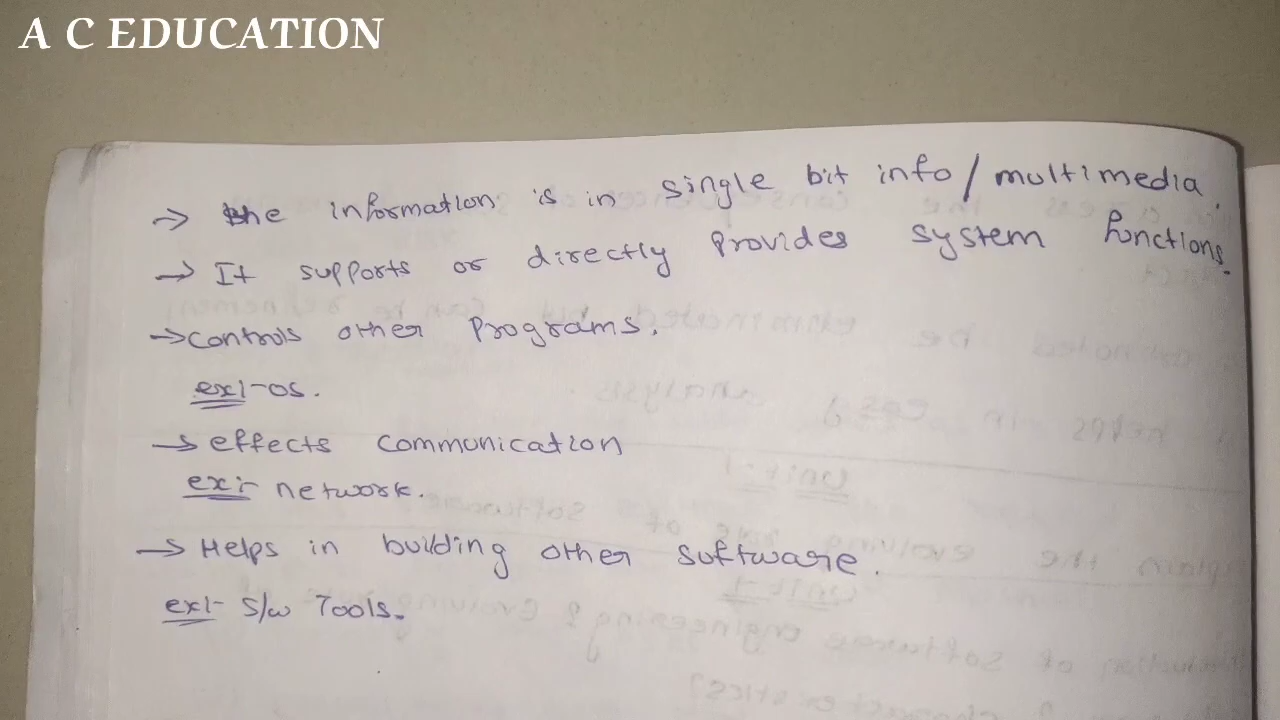 A C EDUCATION
→ the information is in single bit info/multimedia.
→ It supports or directly provides system functions.
→ controls other programs.
ex:- os.
→ effects communication
ex:- network.
→ Helps in building other software.
ex:- S/w Tools.